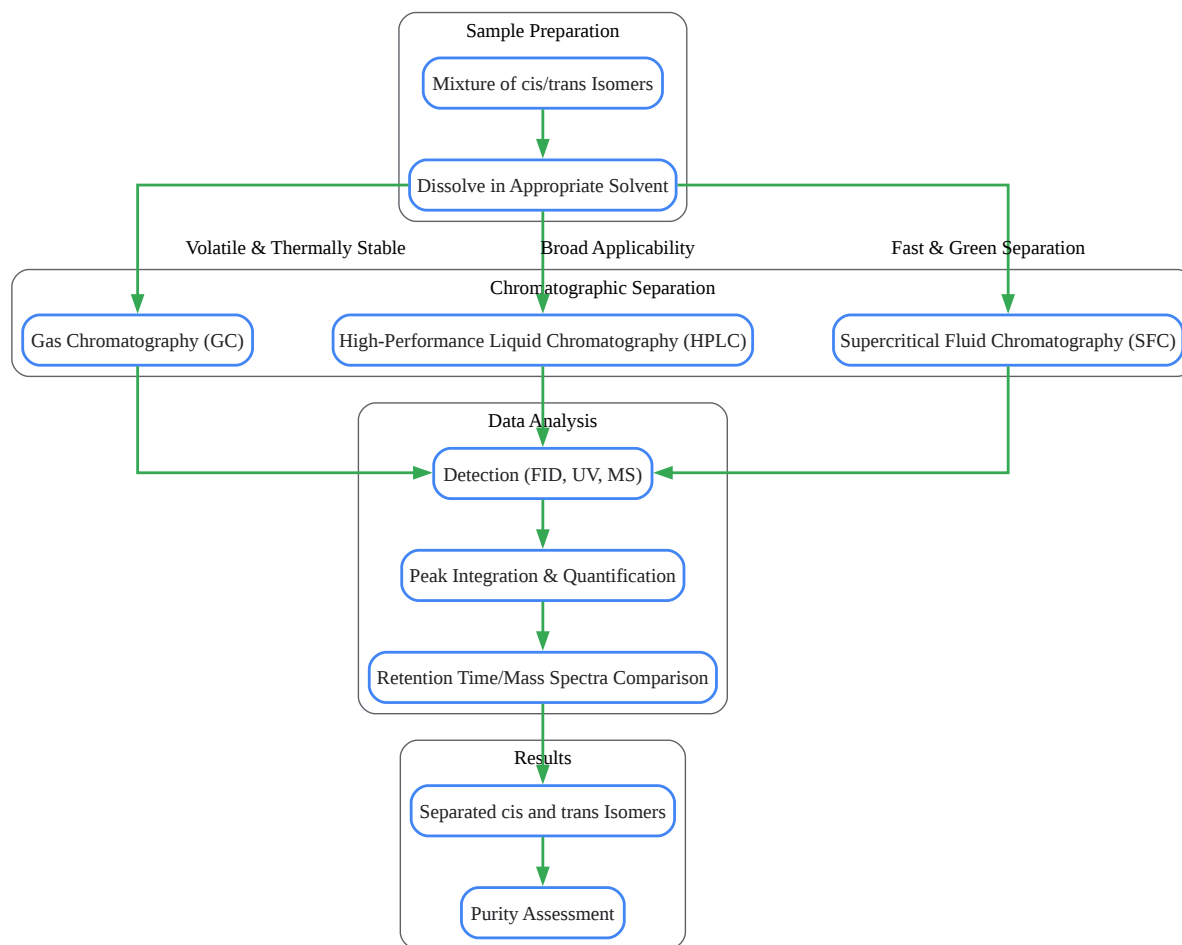 Sample Preparation
Mixture of cis/trans Isomers
Dissolve in Appropriate Solvent
Volatile & Thermally Stable
Broad Applicability
Fast & Green Separation
Chromatographic Separation
Gas Chromatography (GC)
High-Performance Liquid Chromatography (HPLC)
Supercritical Fluid Chromatography (SFC)
Data Analysis
Detection (FID, UV, MS)
Peak Integration & Quantification
Retention Time/Mass Spectra Comparison
Results
Separated cis and trans Isomers
Purity Assessment